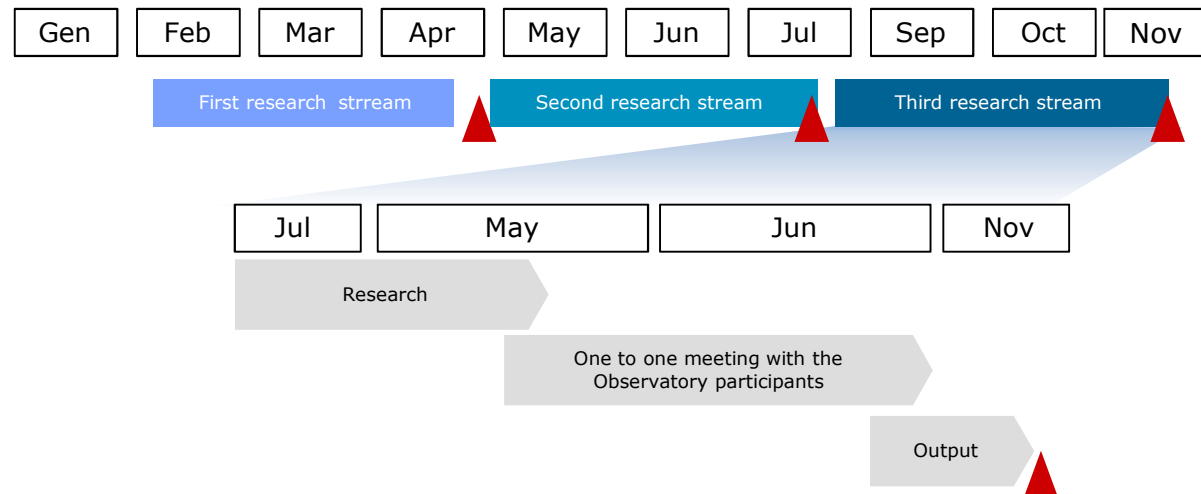 Gen Feb Mar Apr May Jun Jul Sep Oct Nov
First research strream Second research stream Third research stream
Jul May Jun Nov
Research
One to one meeting with the
Observatory participants
Output